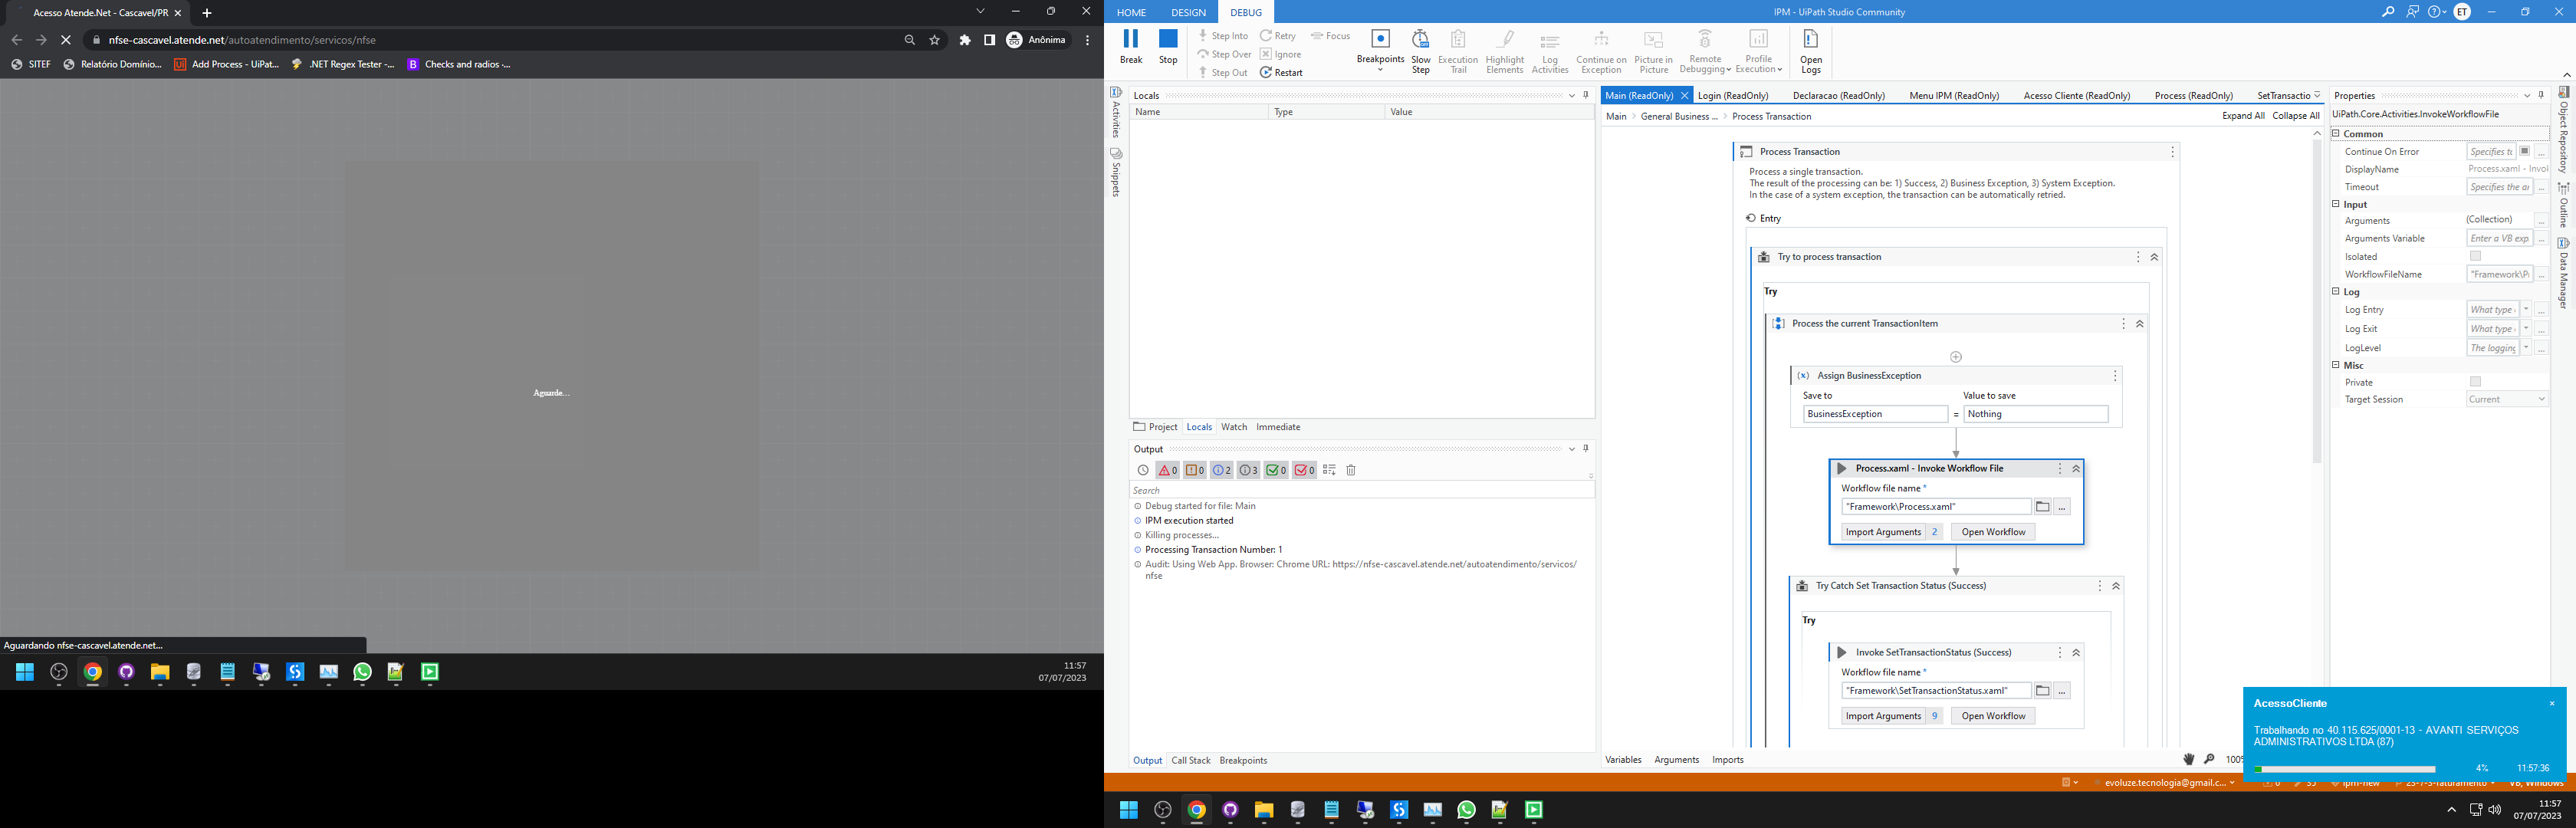 Acesso Atende.Net - Cascavel/PR
nfse-cascavel.atende.net/autoatendimento/servicos/nfse
Anônima
SITEF
Relatório Domínio...
Add Process - UiPat...
.NET Regex Tester -...
Checks and radios ·...
Aguarde...
Aguardando nfse-cascavel.atende.net...
11:57
07/07/2023
HOME
DESIGN
DEBUG
IPM - UiPath Studio Community
ET
Break
Stop
Step Into
Step Over
Step Out
Retry
Ignore
Restart
Focus
Breakpoints
Slow Step
Execution Trail
Highlight Elements
Log Activities
Continue on Exception
Picture in Picture
Remote Debugging
Profile Execution
Open Logs
Activities
Snippets
Locals
Name
Type
Value
Project
Locals
Watch
Immediate
Output
0
0
2
3
0
0
Search
Debug started for file: Main
IPM execution started
Killing processes...
Processing Transaction Number: 1
Audit: Using Web App. Browser: Chrome URL: https://nfse-cascavel.atende.net/autoatendimento/servicos/
nfse
Output
Call Stack
Breakpoints
Main (ReadOnly)
Login (ReadOnly)
Declaracao (ReadOnly)
Menu IPM (ReadOnly)
Acesso Cliente (ReadOnly)
Process (ReadOnly)
SetTransactio
Main > General Business ... > Process Transaction
Expand All
Collapse All
Process Transaction
Process a single transaction.
The result of the processing can be: 1) Success, 2) Business Exception, 3) System Exception.
In the case of a system exception, the transaction can be automatically retried.
Entry
Try to process transaction
Try
Process the current TransactionItem
Assign BusinessException
Save to
Value to save
BusinessException
=
Nothing
Process.xaml - Invoke Workflow File
Workflow file name *
"Framework\Process.xaml"
...
Import Arguments 2
Open Workflow
Try Catch Set Transaction Status (Success)
Try
Invoke SetTransactionStatus (Success)
Workflow file name *
"Framework\SetTransactionStatus.xaml"
...
Import Arguments 9
Open Workflow
Variables
Arguments
Imports
100%
Properties
UiPath.Core.Activities.InvokeWorkflowFile
Common
Continue On Error
Specifies to
DisplayName
Process.xaml - Invol
Timeout
Specifies the ar
Input
Arguments
(Collection)
Arguments Variable
Enter a VB exp
Isolated
WorkflowFileName
"Framework\Pr
Log
Log Entry
What type
Log Exit
What type
LogLevel
The logging
Misc
Private
Target Session
Current
Object Repository
Outline
Data Manager
AcessoCliente
Trabalhando no 40.115.625/0001-13 - AVANTI SERVIÇOS
ADMINISTRATIVOS LTDA (87)
4%
11:57:36
evoluze.tecnologia@gmail.c...
ipm-new
23-7-3-faturamento
VB, Windows
11:57
07/07/2023